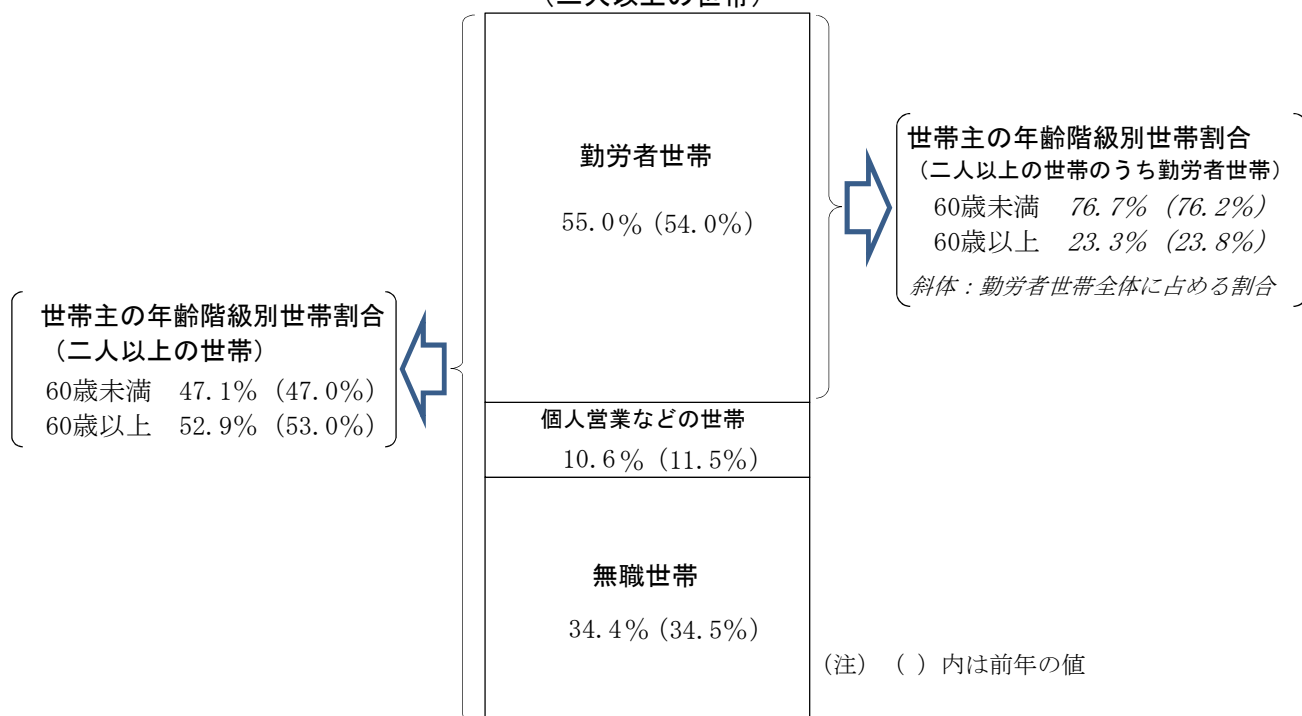 （二人以上の世帯）
勤労者世帯
55.0％（54.0％）
世帯主の年齢階級別世帯割合
（二人以上の世帯のうち勤労者世帯）
60歳未満　76.7％（76.2％）
60歳以上　23.3％（23.8％）
斜体：勤労者世帯全体に占める割合
世帯主の年齢階級別世帯割合
（二人以上の世帯）
60歳未満　47.1％（47.0％）
60歳以上　52.9％（53.0％）
個人営業などの世帯
10.6％（11.5％）
無職世帯
34.4％（34.5％）
（注）（ ）内は前年の値